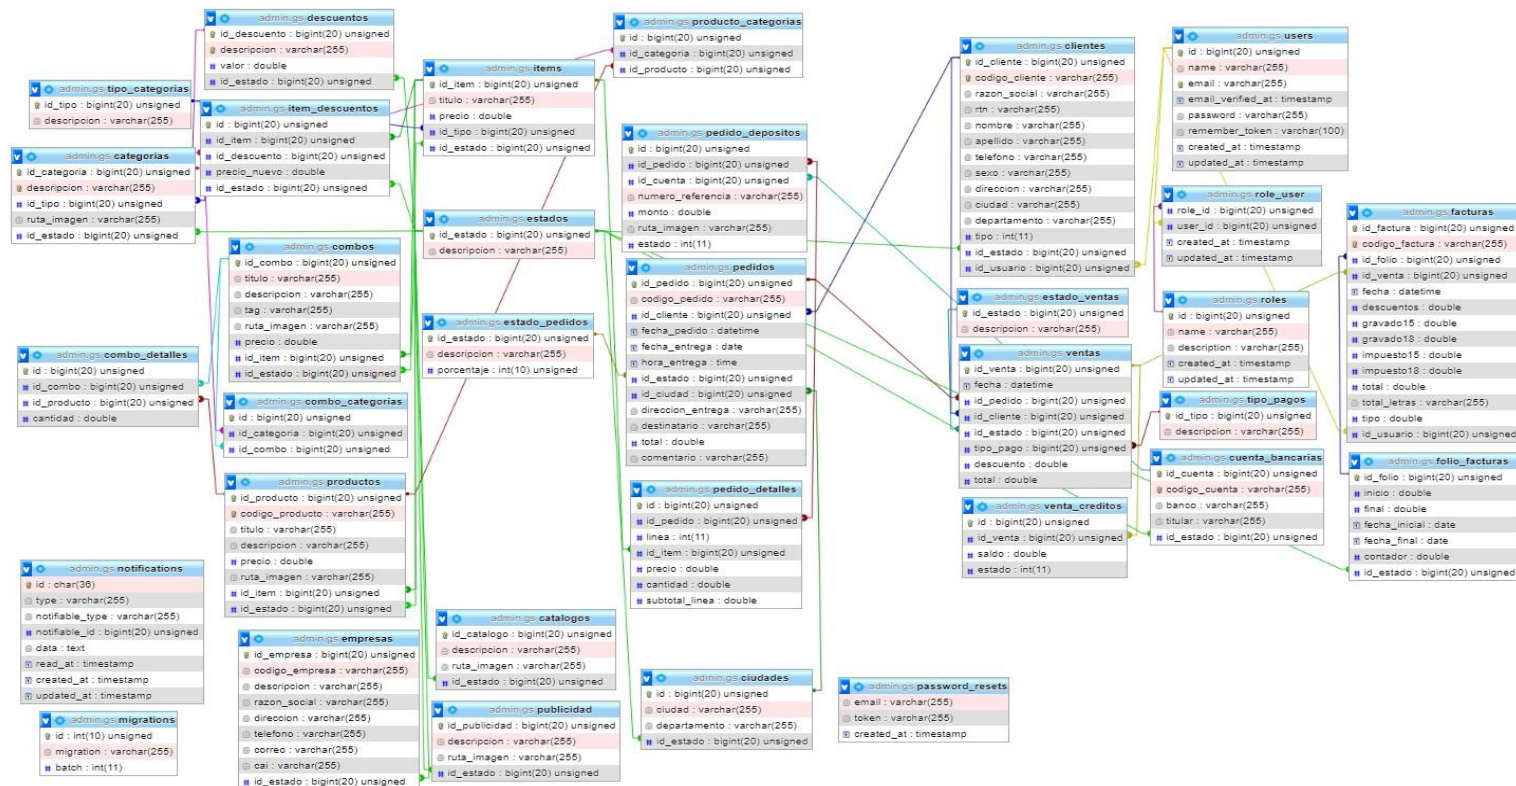 admin.gs descuentos
id_descuento : bigint(20) unsigned
descripcion : varchar(255)
valor : double
id_estado : bigint(20) unsigned
admin.gs tipo_categorias
id_tipo : bigint(20) unsigned
descripcion : varchar(255)
admin.gs item_descuentos
id : bigint(20) unsigned
id_item : bigint(20) unsigned
id_descuento : bigint(20) unsigned
precio_nuevo : double
id_estado : bigint(20) unsigned
admin.gs categorias
id_categoria : bigint(20) unsigned
descripcion : varchar(255)
id_tipo : bigint(20) unsigned
ruta_imagen : varchar(255)
id_estado : bigint(20) unsigned
admin.gs combos
id_combo : bigint(20) unsigned
titulo : varchar(255)
descripcion : varchar(255)
tag : varchar(255)
ruta_imagen : varchar(255)
precio : double
id_item : bigint(20) unsigned
id_estado : bigint(20) unsigned
admin.gs combo_detalles
id : bigint(20) unsigned
id_combo : bigint(20) unsigned
id_producto : bigint(20) unsigned
cantidad : double
admin.gs combo_categorias
id : bigint(20) unsigned
id_categoria : bigint(20) unsigned
id_combo : bigint(20) unsigned
admin.gs productos
id_producto : bigint(20) unsigned
codigo_producto : varchar(255)
titulo : varchar(255)
descripcion : varchar(255)
precio : double
ruta_imagen : varchar(255)
id_item : bigint(20) unsigned
id_estado : bigint(20) unsigned
admin.gs notifications
id : char(36)
type : varchar(255)
notifiable_type : varchar(255)
notifiable_id : bigint(20) unsigned
data : text
read_at : timestamp
created_at : timestamp
updated_at : timestamp
admin.gs migrations
id : int(10) unsigned
migration : varchar(255)
batch : int(11)
admin.gs empresas
id_empresa : bigint(20) unsigned
codigo_empresa : varchar(255)
descripcion : varchar(255)
razon_social : varchar(255)
direccion : varchar(255)
telefono : varchar(255)
correo : varchar(255)
cai : varchar(255)
id_estado : bigint(20) unsigned
admin.gs items
id_item : bigint(20) unsigned
titulo : varchar(255)
precio : double
id_tipo : bigint(20) unsigned
id_estado : bigint(20) unsigned
admin.gs estados
id_estado : bigint(20) unsigned
descripcion : varchar(255)
admin.gs estado_pedidos
id_estado : bigint(20) unsigned
descripcion : varchar(255)
porcentaje : int(10) unsigned
admin.gs catalogos
id_catalogo : bigint(20) unsigned
descripcion : varchar(255)
ruta_imagen : varchar(255)
id_estado : bigint(20) unsigned
admin.gs publicidad
id_publicidad : bigint(20) unsigned
descripcion : varchar(255)
ruta_imagen : varchar(255)
id_estado : bigint(20) unsigned
admin.gs producto_categorias
id : bigint(20) unsigned
id_categoria : bigint(20) unsigned
id_producto : bigint(20) unsigned
admin.gs pedido_depositos
id : bigint(20) unsigned
id_pedido : bigint(20) unsigned
id_cuenta : bigint(20) unsigned
numero_referencia : varchar(255)
monto : double
ruta_imagen : varchar(255)
estado : int(11)
admin.gs pedidos
id_pedido : bigint(20) unsigned
codigo_pedido : varchar(255)
id_cliente : bigint(20) unsigned
fecha_pedido : datetime
fecha_entrega : date
hora_entrega : time
id_estado : bigint(20) unsigned
id_ciudad : bigint(20) unsigned
direccion_entrega : varchar(255)
destinatario : varchar(255)
total : double
comentario : varchar(255)
admin.gs pedido_detalles
id : bigint(20) unsigned
id_pedido : bigint(20) unsigned
linea : int(11)
id_item : bigint(20) unsigned
precio : double
cantidad : double
subtotal_linea : double
admin.gs ciudades
id : bigint(20) unsigned
ciudad : varchar(255)
departamento : varchar(255)
id_estado : bigint(20) unsigned
admin.gs password_resets
email : varchar(255)
token : varchar(255)
created_at : timestamp
admin.gs clientes
id_cliente : bigint(20) unsigned
codigo_cliente : varchar(255)
razon_social : varchar(255)
rtn : varchar(255)
nombre : varchar(255)
apellido : varchar(255)
telefono : varchar(255)
sexo : varchar(255)
direccion : varchar(255)
ciudad : varchar(255)
departamento : varchar(255)
tipo : int(11)
id_estado : bigint(20) unsigned
id_usuario : bigint(20) unsigned
admin.gs estado_ventas
id_estado : bigint(20) unsigned
descripcion : varchar(255)
admin.gs ventas
id_venta : bigint(20) unsigned
fecha : datetime
id_pedido : bigint(20) unsigned
id_cliente : bigint(20) unsigned
id_estado : bigint(20) unsigned
tipo_pago : bigint(20) unsigned
descuento : double
total : double
admin.gs venta_creditos
id : bigint(20) unsigned
id_venta : bigint(20) unsigned
saldo : double
estado : int(11)
admin.gs users
id : bigint(20) unsigned
name : varchar(255)
email : varchar(255)
email_verified_at : timestamp
password : varchar(255)
remember_token : varchar(100)
created_at : timestamp
updated_at : timestamp
admin.gs role_user
role_id : bigint(20) unsigned
user_id : bigint(20) unsigned
created_at : timestamp
updated_at : timestamp
admin.gs roles
id : bigint(20) unsigned
name : varchar(255)
description : varchar(255)
created_at : timestamp
updated_at : timestamp
admin.gs tipo_pagos
id_tipo : bigint(20) unsigned
descripcion : varchar(255)
admin.gs cuenta_bancarias
id_cuenta : bigint(20) unsigned
codigo_cuenta : varchar(255)
banco : varchar(255)
titular : varchar(255)
id_estado : bigint(20) unsigned
admin.gs facturas
id_factura : bigint(20) unsigned
codigo_factura : varchar(255)
id_folio : bigint(20) unsigned
id_venta : bigint(20) unsigned
fecha : datetime
descuentos : double
gravado15 : double
gravado18 : double
impuesto15 : double
impuesto18 : double
total : double
total_letras : varchar(255)
tipo : double
id_usuario : bigint(20) unsigned
admin.gs folio_facturas
id_folio : bigint(20) unsigned
inicio : double
final : double
fecha_inicial : date
fecha_final : date
contador : double
id_estado : bigint(20) unsigned